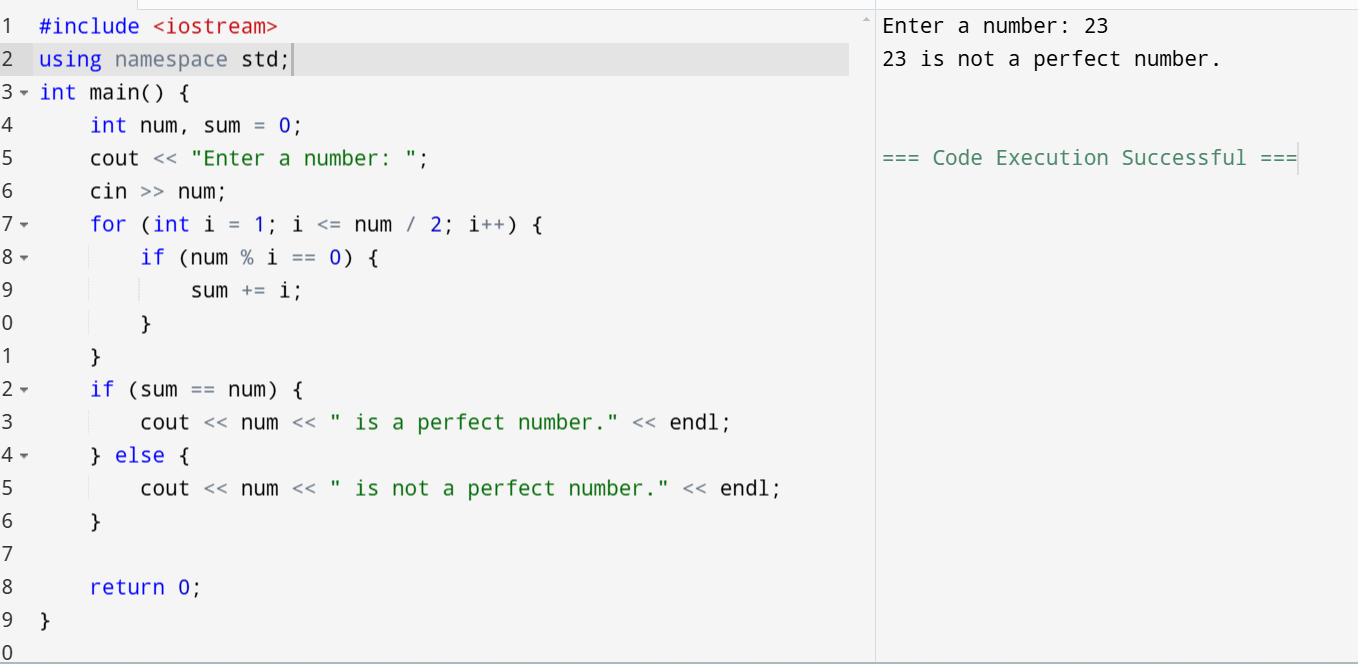 1 #include <iostream>
2 using namespace std;
3 int main() {
4     int num, sum = 0;
5     cout << "Enter a number: ";
6     cin >> num;
7     for (int i = 1; i <= num / 2; i++) {
8         if (num % i == 0) {
9             sum += i;
0         }
1     }
2     if (sum == num) {
3         cout << num << " is a perfect number." << endl;
4     } else {
5         cout << num << " is not a perfect number." << endl;
6     }
7
8     return 0;
9 }
0
Enter a number: 23
23 is not a perfect number.
=== Code Execution Successful ===